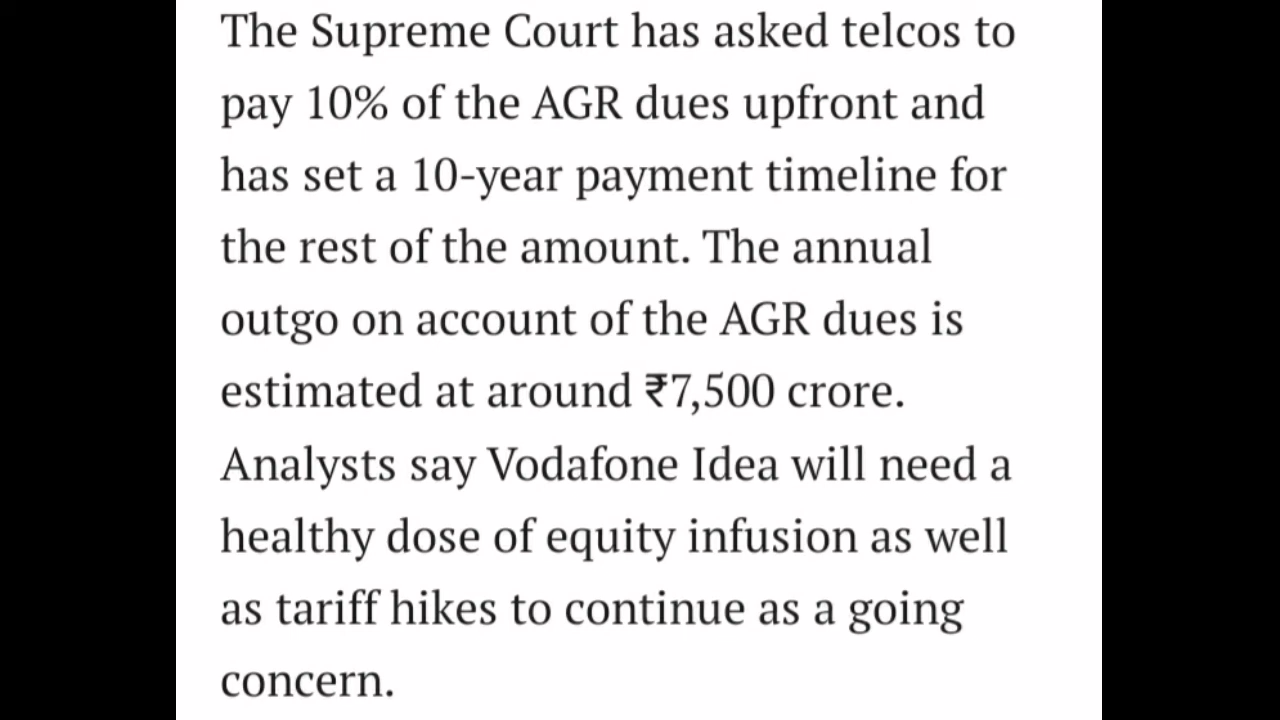 The Supreme Court has asked telcos to
pay 10% of the AGR dues upfront and
has set a 10-year payment timeline for
the rest of the amount. The annual
outgo on account of the AGR dues is
estimated at around ₹7,500 crore.
Analysts say Vodafone Idea will need a
healthy dose of equity infusion as well
as tariff hikes to continue as a going
concern.